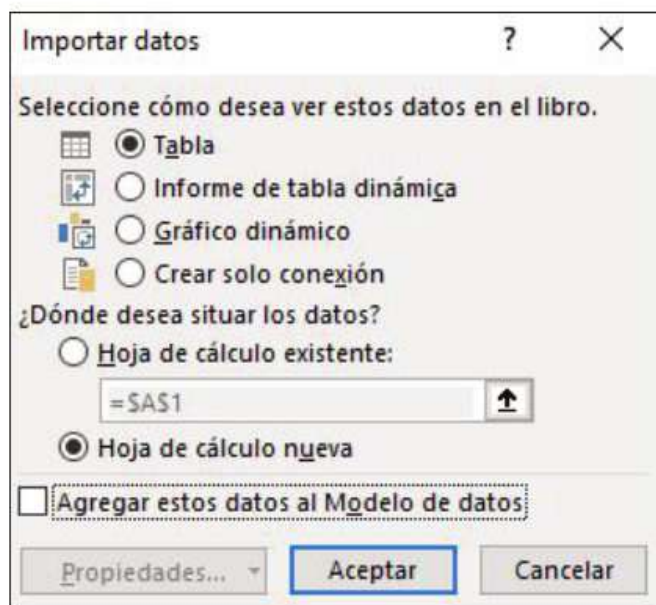 Importar datos ?
Seleccione cómo desea ver estos datos en el libro.
Tabla
Informe de tabla dinámica
Gráfico dinámico
Crear solo conexión
¿Dónde desea situar los datos?
Hoja de cálculo existente:
=$A$1
Hoja de cálculo nueva
Agregar estos datos al Modelo de datos
Propiedades... Aceptar Cancelar